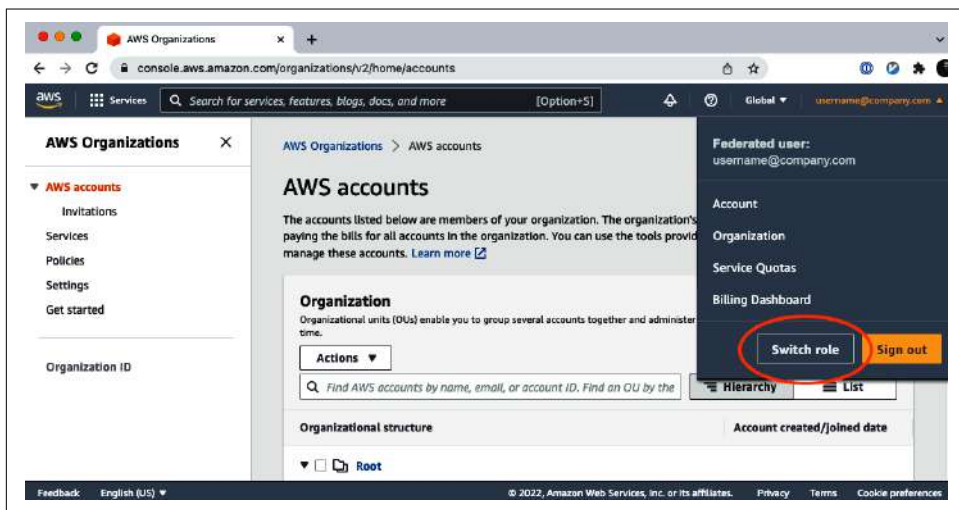 AWS Organizations
console.aws.amazon.com/organizations/v2/home/accounts
aws Services Search for services, features, blogs, docs, and more [Option+S] Global username@company.com
AWS Organizations
AWS accounts
Invitations
Services
Policies
Settings
Get started
Organization ID
AWS Organizations > AWS accounts
AWS accounts
The accounts listed below are members of your organization. The organization's
paying the bills for all accounts in the organization. You can use the tools provid
manage these accounts. Learn more
Organization
Organizational units (OUs) enable you to group several accounts together and administer
time.
Actions
Find AWS accounts by name, email, or account ID. Find an OU by the
Hierarchy
List
Organizational structure Account created/joined date
Root
Federated user:
username@company.com
Account
Organization
Service Quotas
Billing Dashboard
Switch role Sign out
Feedback English (US) © 2022, Amazon Web Services, Inc. or its affiliates. Privacy Terms Cookie preferences